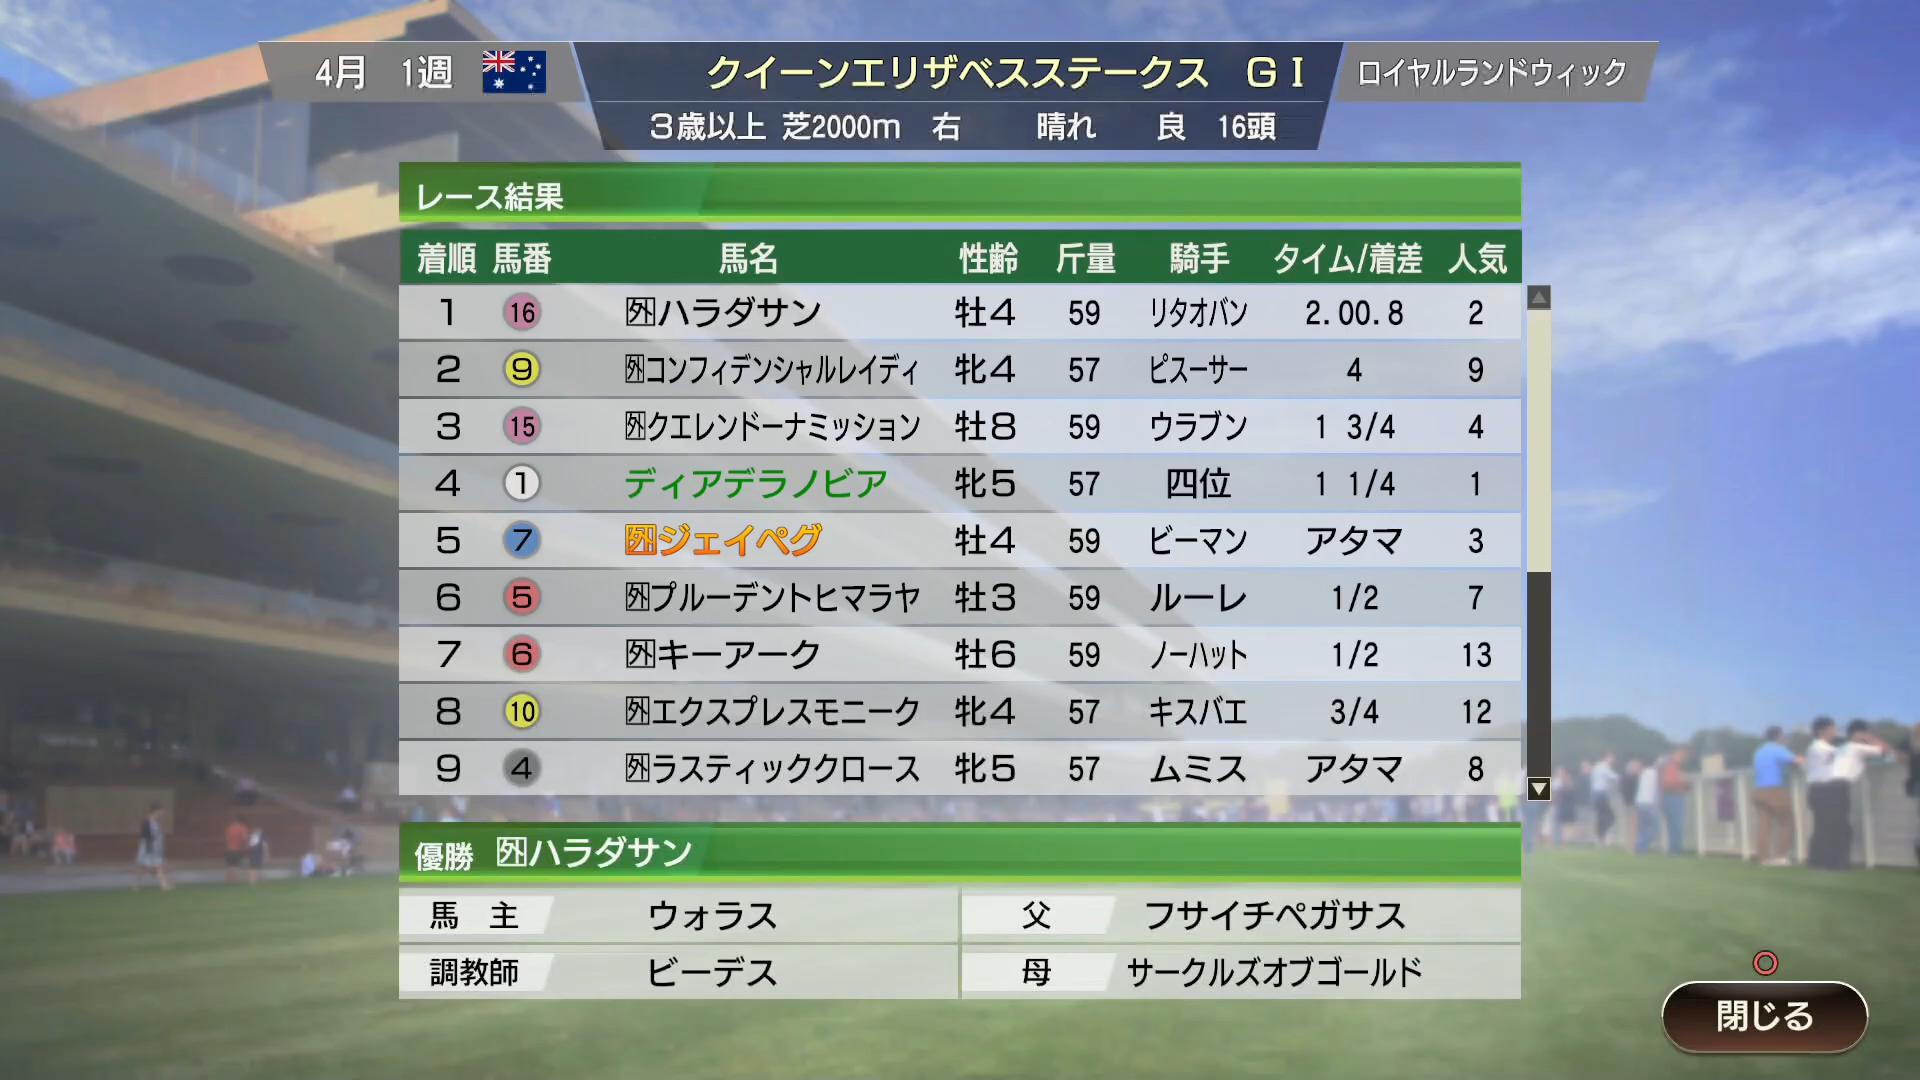 4月 1週 クイーンエリザベスステークス GⅠ ロイヤルランドウィック
3歳以上 芝2000m 右 晴れ 良 16頭
レース結果
着順 馬番 馬名 性齢 斤量 騎手 タイム/着差 人気
1 16 外ハラダサン 牡4 59 リタオバン 2.00.8 2
2 9 外コンフィデンシャルレイディ 牝4 57 ピスーサー 4 9
3 15 外クエレンドーナミッション 牡8 59 ウラブン 1 3/4 4
4 1 ディアデラノビア 牝5 57 四位 1 1/4 1
5 7 外ジェイペグ 牡4 59 ビーマン アタマ 3
6 5 外プルーデントヒマラヤ 牡3 59 ルーレ 1/2 7
7 6 外キーアーク 牡6 59 ノーハット 1/2 13
8 10 外エクスプレスモニーク 牝4 57 キスバエ 3/4 12
9 4 外ラスティッククロース 牝5 57 ムミス アタマ 8
優勝 外ハラダサン
馬主 ウォラス 父 フサイチペガサス
調教師 ビーデス 母 サークルズオブゴールド
閉じる